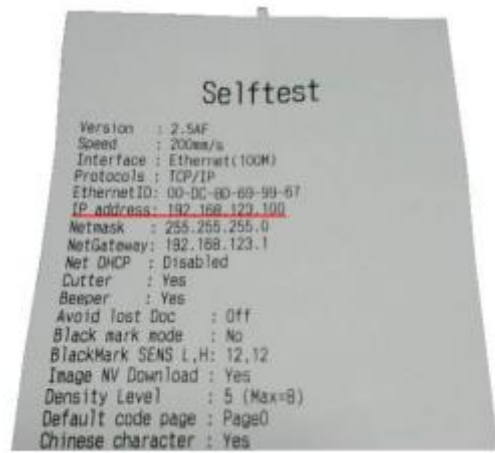 Selftest
Version : 2.5AF
Speed : 200mm/s
Interface : Ethernet(100M)
Protocols : TCP/IP
EthernetID: 00-DC-80-69-99-67
IP address: 192.168.123.100
Netmask : 255.255.255.0
NetGateway: 192.168.123.1
Net DHCP : Disabled
Cutter : Yes
Beeper : Yes
Avoid lost Doc : Off
Black mark mode : No
BlackMark SENS L,H: 12,12
Image NV Download : Yes
Density Level : 5 (Max=8)
Default code page : Page0
Chinese character : Yes